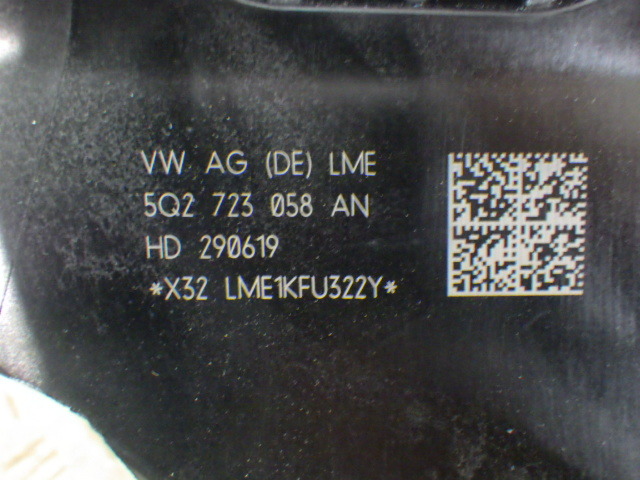 VW AG (DE) LME
5Q2 723 058 AN
HD 290619
*X32 LME1KFU322Y*